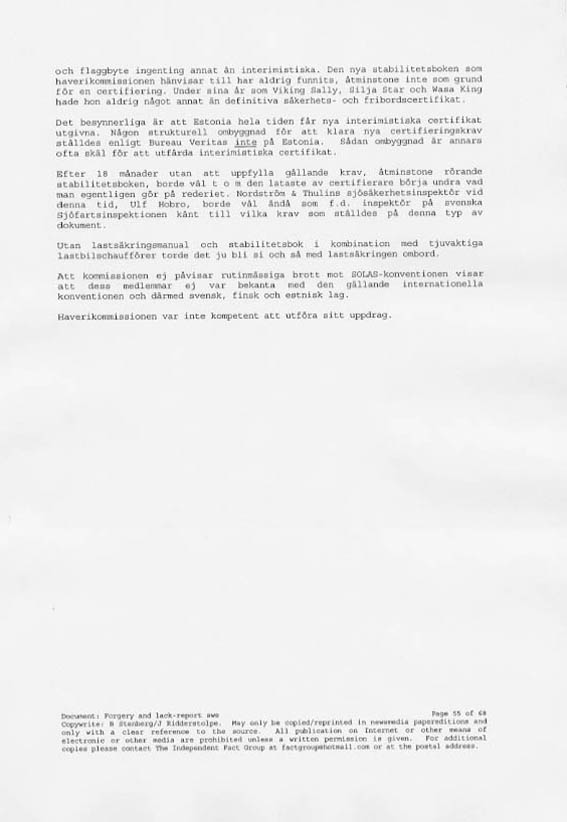 och flaggbyte ingenting annat än interimistiska. Den nya stabilitetsboken som
haverikommissionen hänvisar till har aldrig funnits, åtminstone inte som grund
för en certifiering. Under sina år som Viking Sally, Silja Star och Wasa King
hade hon aldrig något annat än definitiva säkerhets- och fribordscertifikat.
Det besynnerliga är att Estonia hela tiden får nya interimistiska certifikat
utgivna. Någon strukturell ombyggnad för att klara nya certifieringskrav
ställdes enligt Bureau Veritas inte på Estonia. Sådan ombyggnad är annars
ofta skäl för att utfärda interimistiska certifikat.
Efter 18 månader utan att uppfylla gällande krav, åtminstone rörande
stabilitetsboken, borde väl t o m den lataste av certifierare börja undra vad
man egentligen gör på rederiet. Nordström & Thulins sjösäkerhetsinspektör vid
denna tid, Ulf Hobro, borde väl ändå som f.d. inspektör på svenska
Sjöfartsinspektionen känt till vilka krav som ställdes på denna typ av
dokument.
Utan lastsäkringsmanual och stabilitetsbok i kombination med tjuvaktiga
lastbilschaufförer torde det ju bli si och så med lastsäkringen ombord.
Att kommissionen ej påvisar rutinmässiga brott mot SOLAS-konventionen visar
att dess medlemmar ej var bekanta med den gällande internationella
konventionen och därmed svensk, finsk och estnisk lag.
Haverikommissionen var inte kompetent att utföra sitt uppdrag.
Document: Forgery and lack-report swe Page 55 of 68
Copywrite: B Stenberg/J Ridderstolpe. May only be copied/reprinted in newsmedia papereditions and
only with a clear reference to the source. All publication on Internet or other means of
electronic or other media are prohibited unless a written permission is given. For additional
copies please contact The Independent Fact Group at factgroup@hotmail.com or at the postal address.